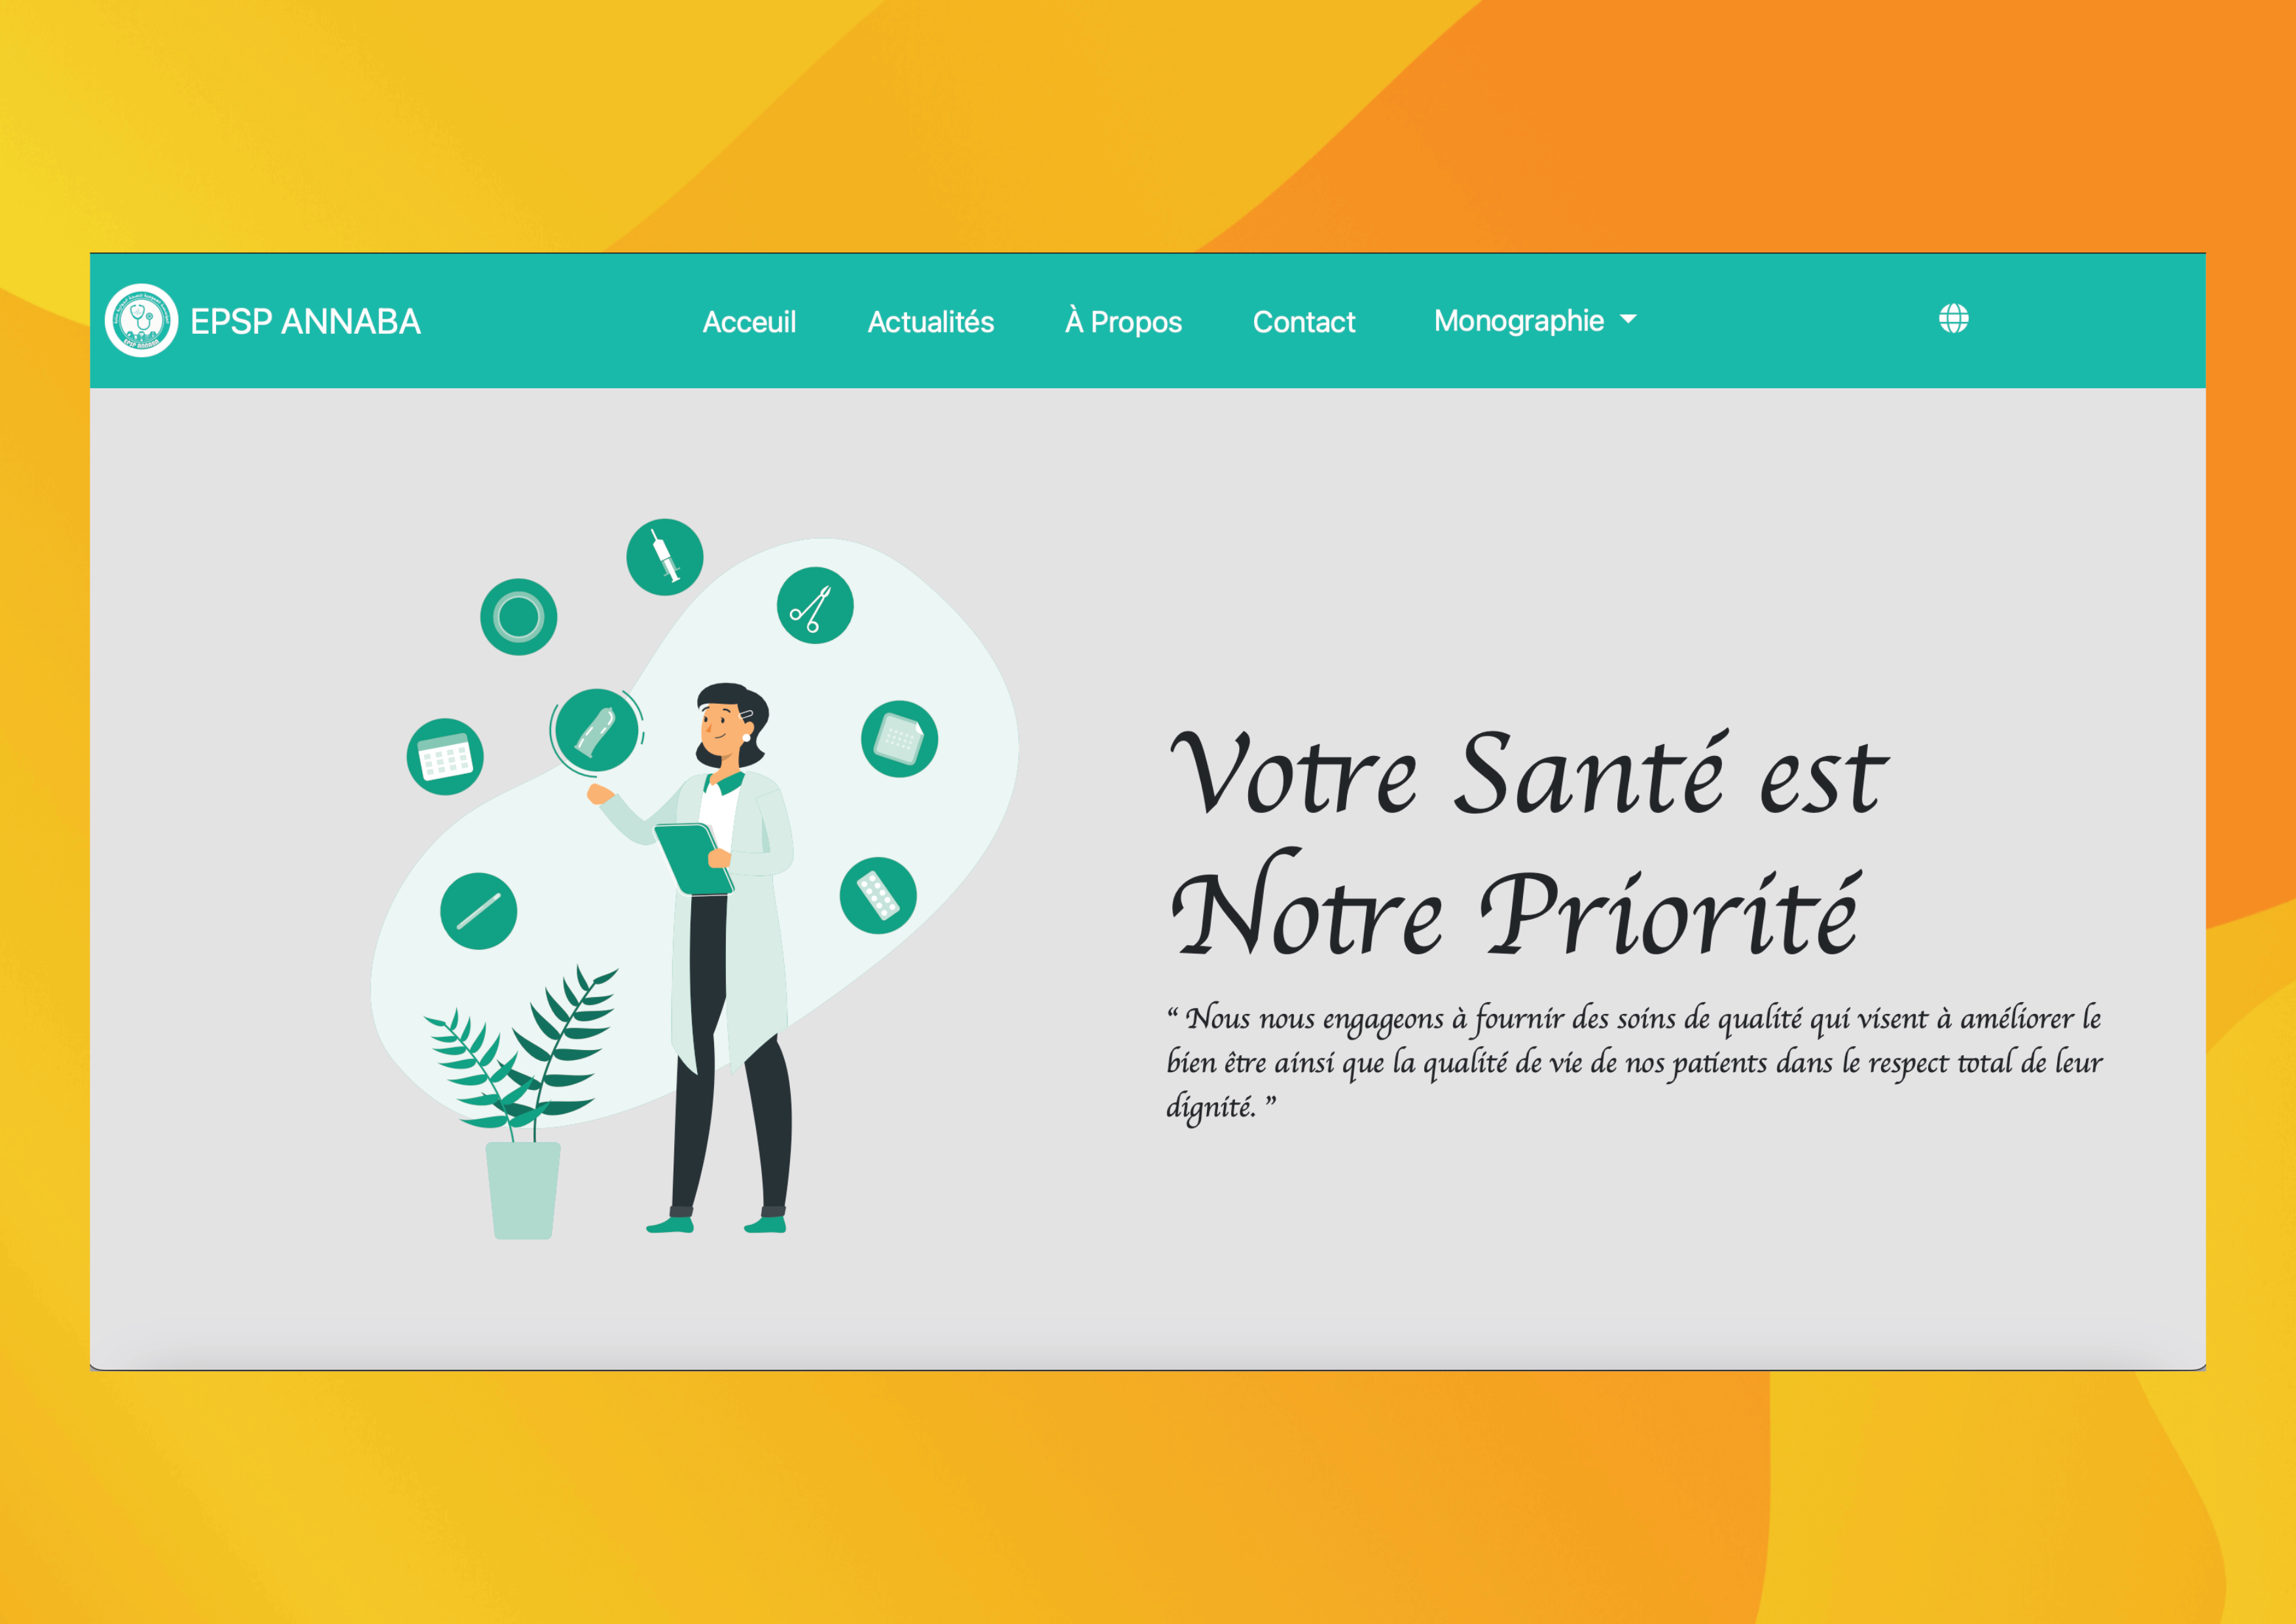 EPSP ANNABA
Acceuil
Actualités
À Propos
Contact
Monographie
Votre Santé est
Notre Priorité
“ Nous nous engageons à fournir des soins de qualité qui visent à améliorer le
bien être ainsi que la qualité de vie de nos patients dans le respect total de leur
dignité. ”